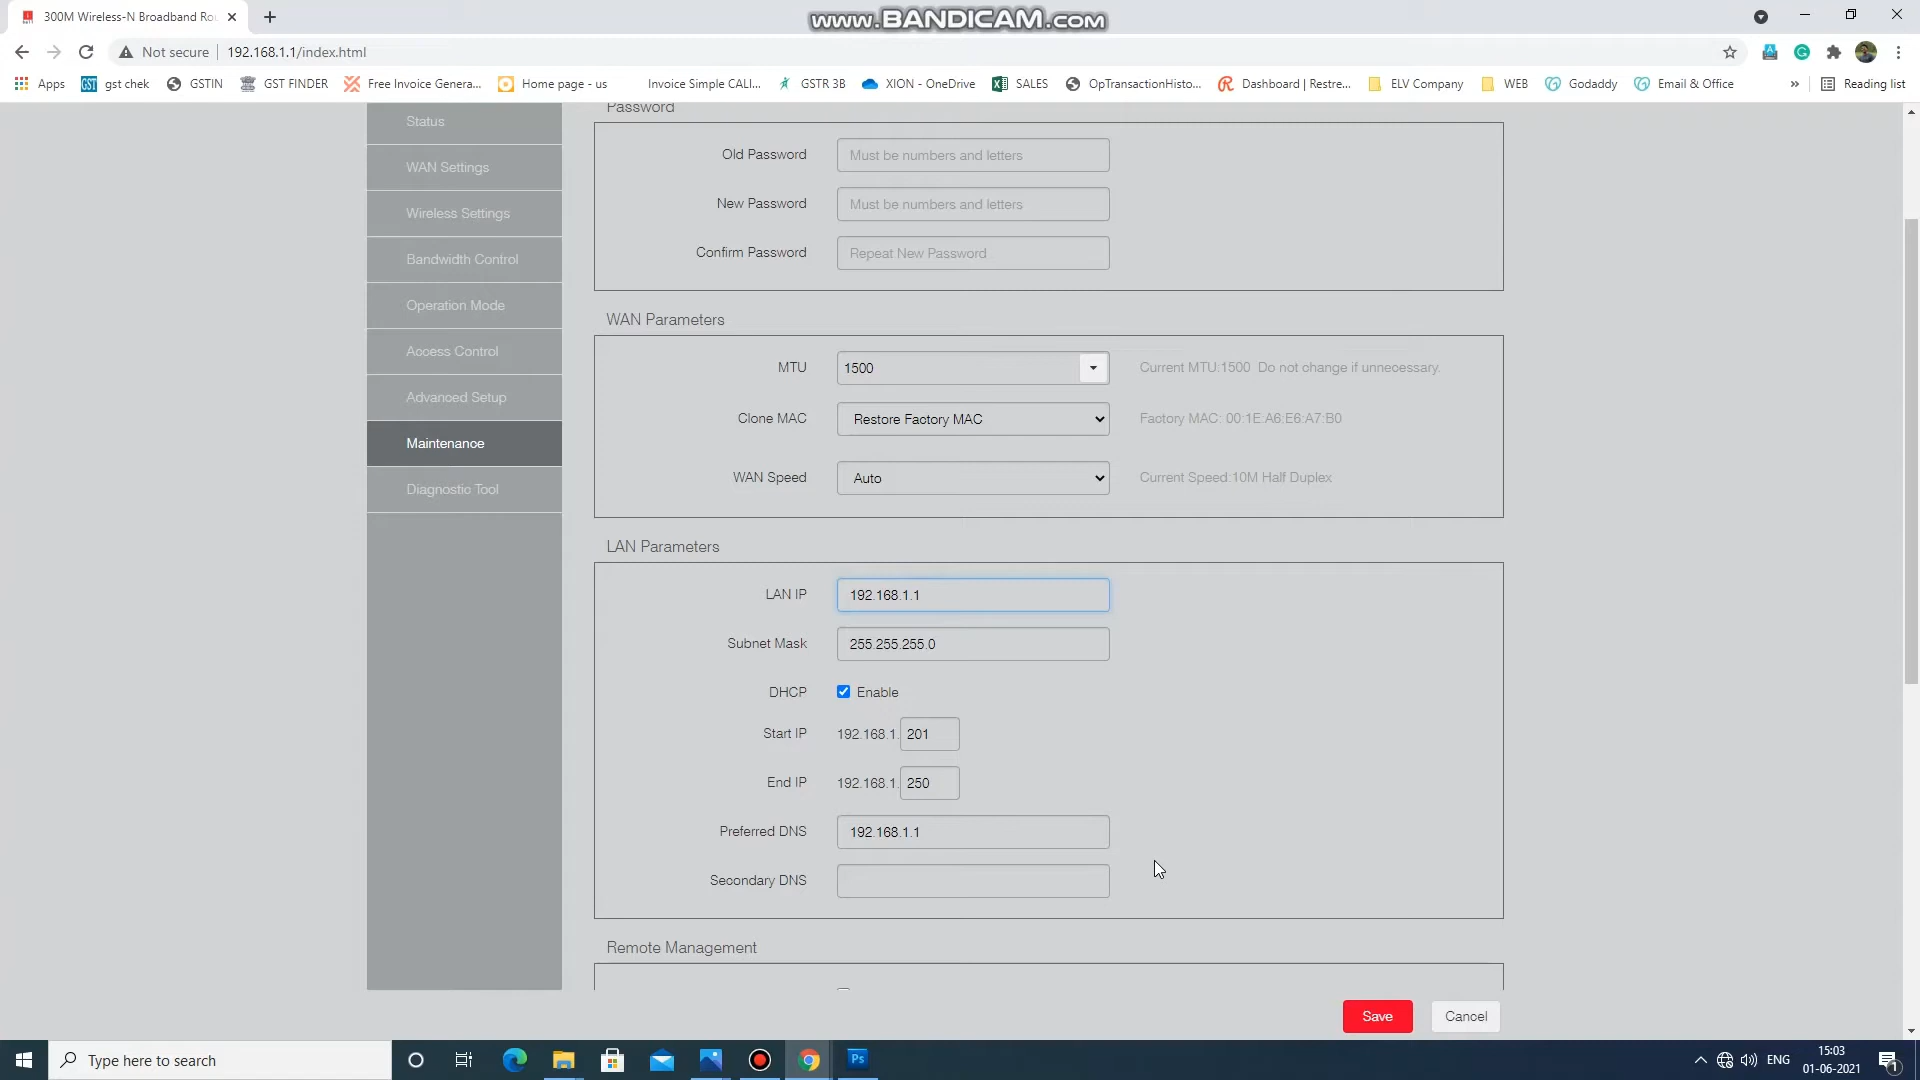 300M Wireless-N Broadband Rou
www.BANDICAM.com
Not secure
192.168.1.1/index.html
Apps
GST
gst chek
GSTIN
GST FINDER
Free Invoice Genera...
Home page - us
Invoice Simple CALI...
GSTR 3B
XION - OneDrive
SALES
OpTransactionHisto...
Dashboard | Restre...
ELV Company
WEB
Godaddy
Email & Office
»
Reading list
Status
WAN Settings
Wireless Settings
Bandwidth Control
Operation Mode
Access Control
Advanced Setup
Maintenance
Diagnostic Tool
Password
Old Password
Must be numbers and letters
New Password
Must be numbers and letters
Confirm Password
Repeat New Password
WAN Parameters
MTU
1500
Current MTU:1500 Do not change if unnecessary.
Clone MAC
Restore Factory MAC
Factory MAC: 00:1E:A6:E6:A7:B0
WAN Speed
Auto
Current Speed:10M Half Duplex
LAN Parameters
LAN IP
192.168.1.1
Subnet Mask
255.255.255.0
DHCP
Enable
Start IP
192.168.1. 201
End IP
192.168.1. 250
Preferred DNS
192.168.1.1
Secondary DNS
Remote Management
Save
Cancel
Type here to search
Ps
ENG
15:03
01-06-2021
1